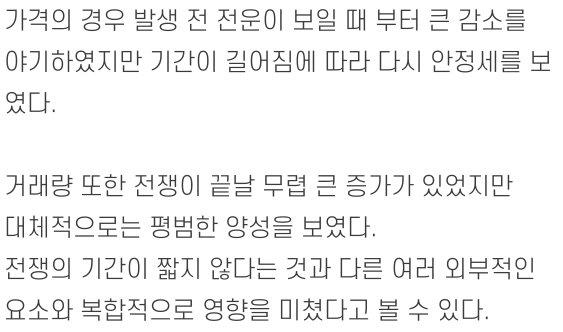 가격의 경우 발생 전 전운이 보일 때 부터 큰 감소를
야기하였지만 기간이 길어짐에 따라 다시 안정세를 보
였다.
거래량 또한 전쟁이 끝날 무렵 큰 증가가 있었지만
대체적으로는 평범한 양성을 보였다.
전쟁의 기간이 짧지 않다는 것과 다른 여러 외부적인
요소와 복합적으로 영향을 미쳤다고 볼 수 있다.